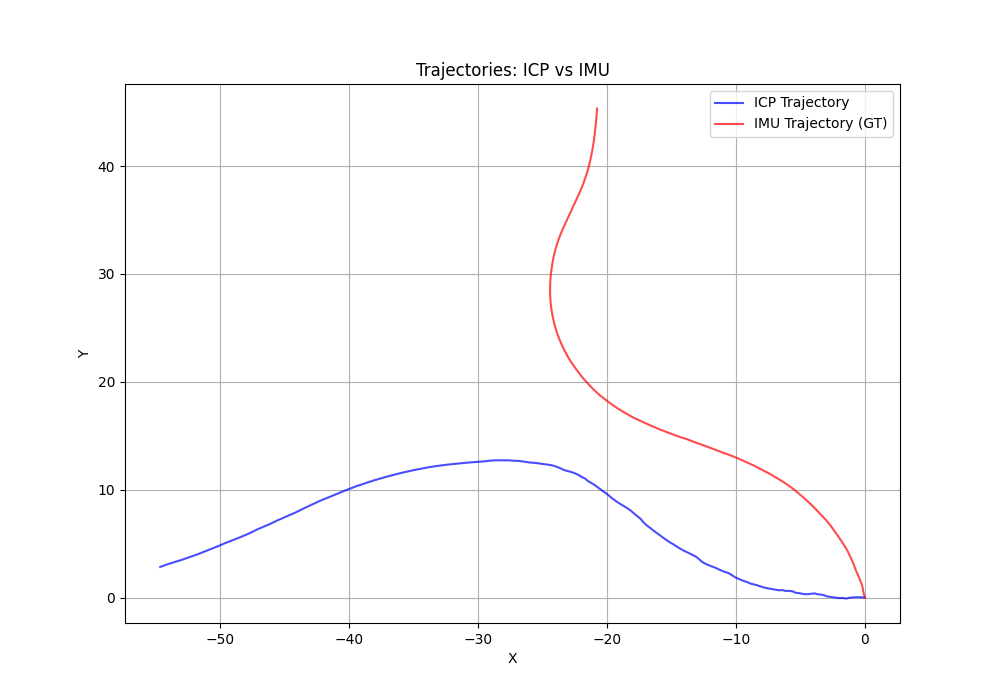 Trajectories: ICP vs IMU
ICP Trajectory
IMU Trajectory (GT)
Y
40
30
20
10
0
−50 −40 −30 −20 −10 0
X